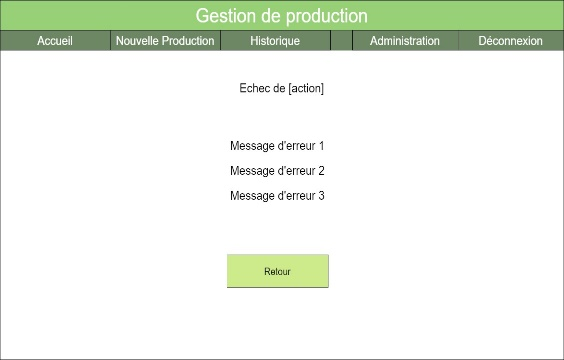 Gestion de production
Accueil Nouvelle Production Historique Administration Déconnexion
Echec de [action]
Message d'erreur 1
Message d'erreur 2
Message d'erreur 3
Retour